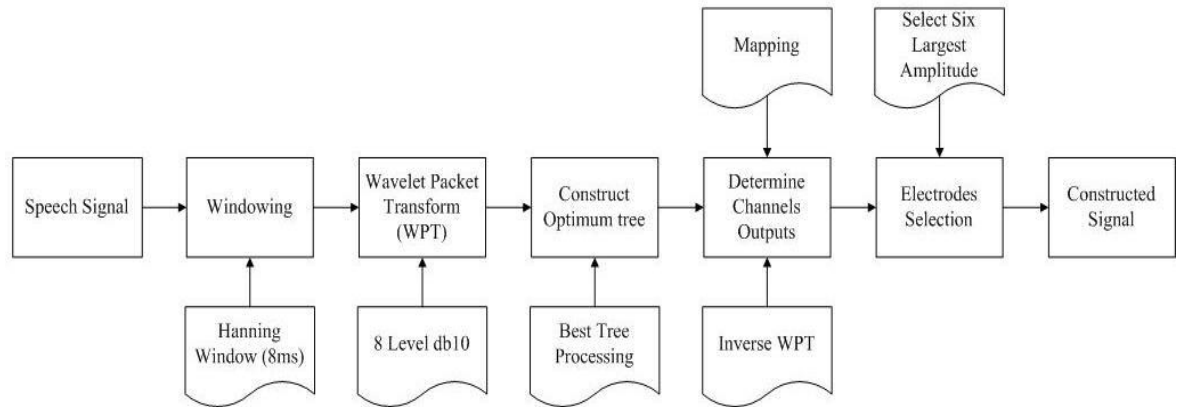 Mapping
Select Six
Largest
Amplitude
Speech Signal
Windowing
Wavelet Packet
Transform
(WPT)
Construct
Optimum tree
Determine
Channels
Outputs
Electrodes
Selection
Constructed
Signal
Hanning
Window (8ms)
8 Level db10
Best Tree
Processing
Inverse WPT